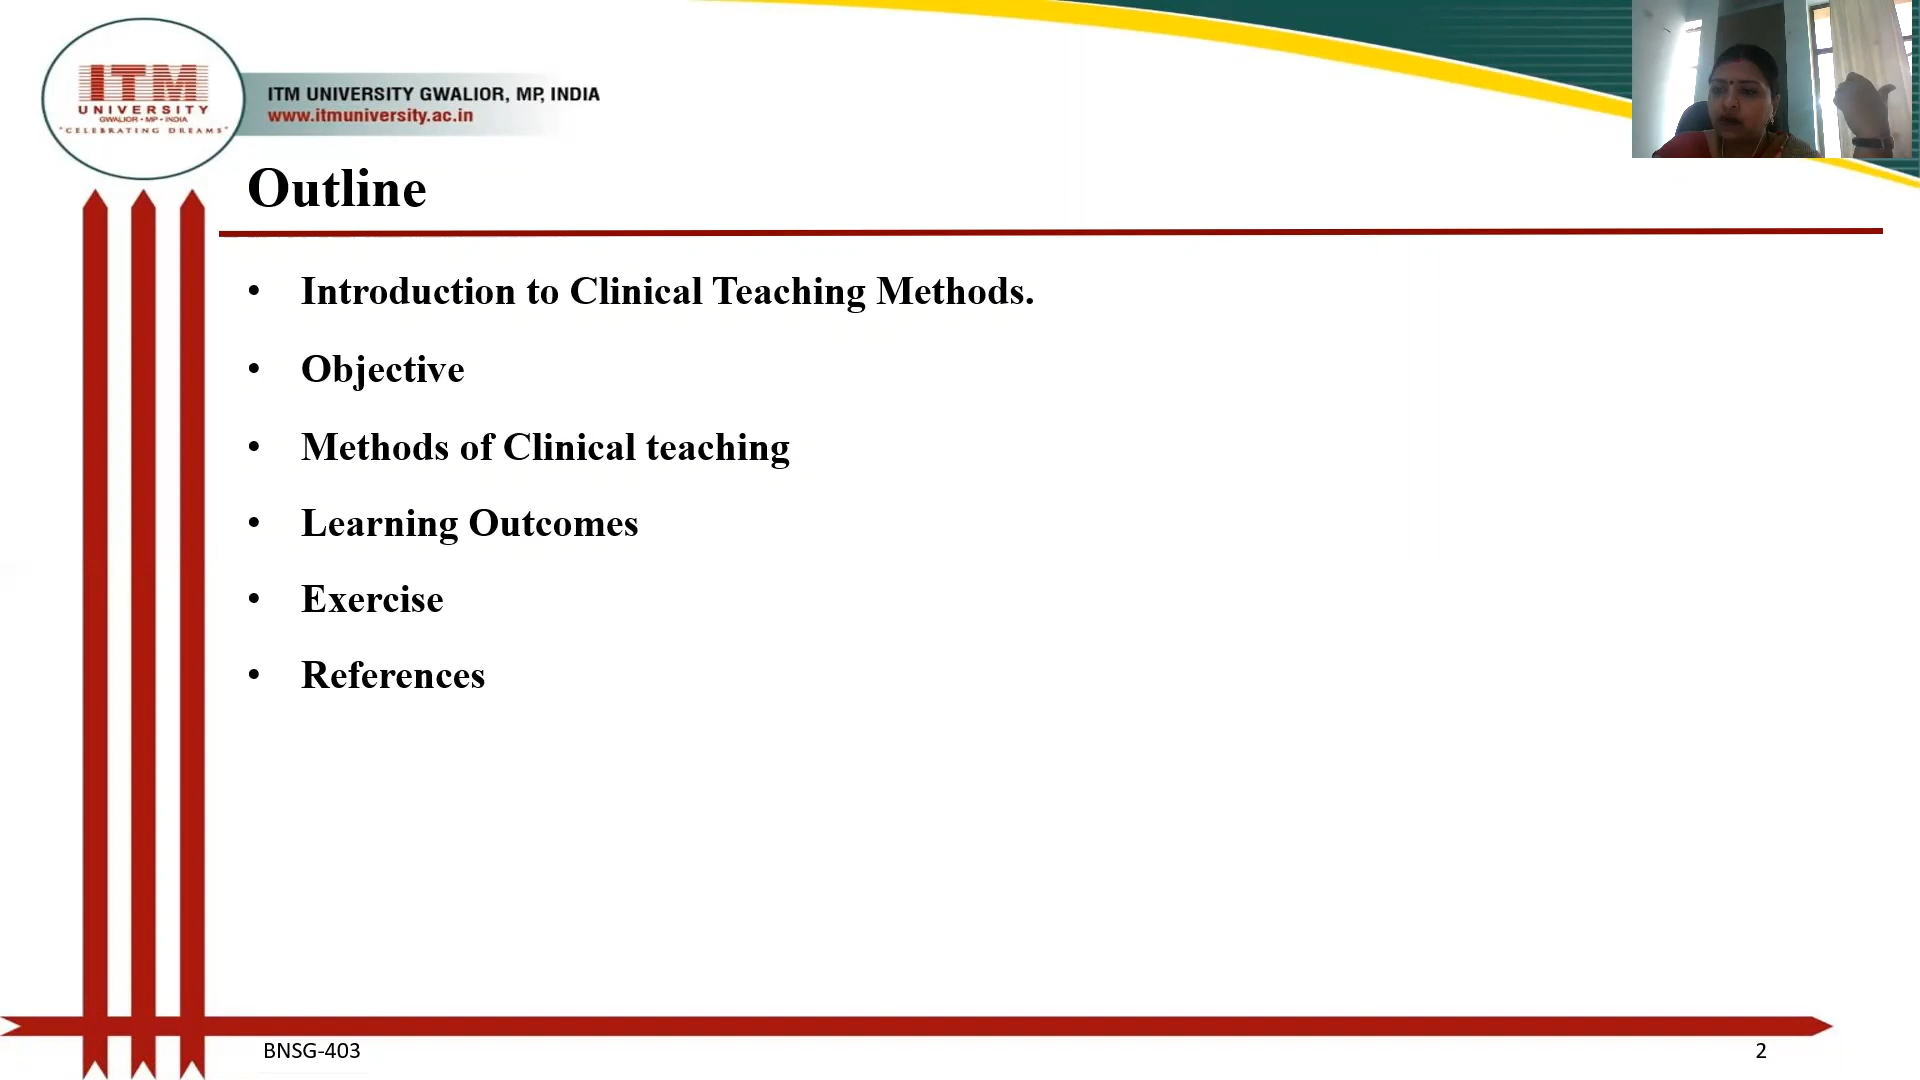 ITM
UNIVERSITY
GWALIOR • MP • INDIA
"CELEBRATING DREAMS"
ITM UNIVERSITY GWALIOR, MP, INDIA
www.itmuniversity.ac.in
Outline
• Introduction to Clinical Teaching Methods.
• Objective
• Methods of Clinical teaching
• Learning Outcomes
• Exercise
• References
BNSG-403
2